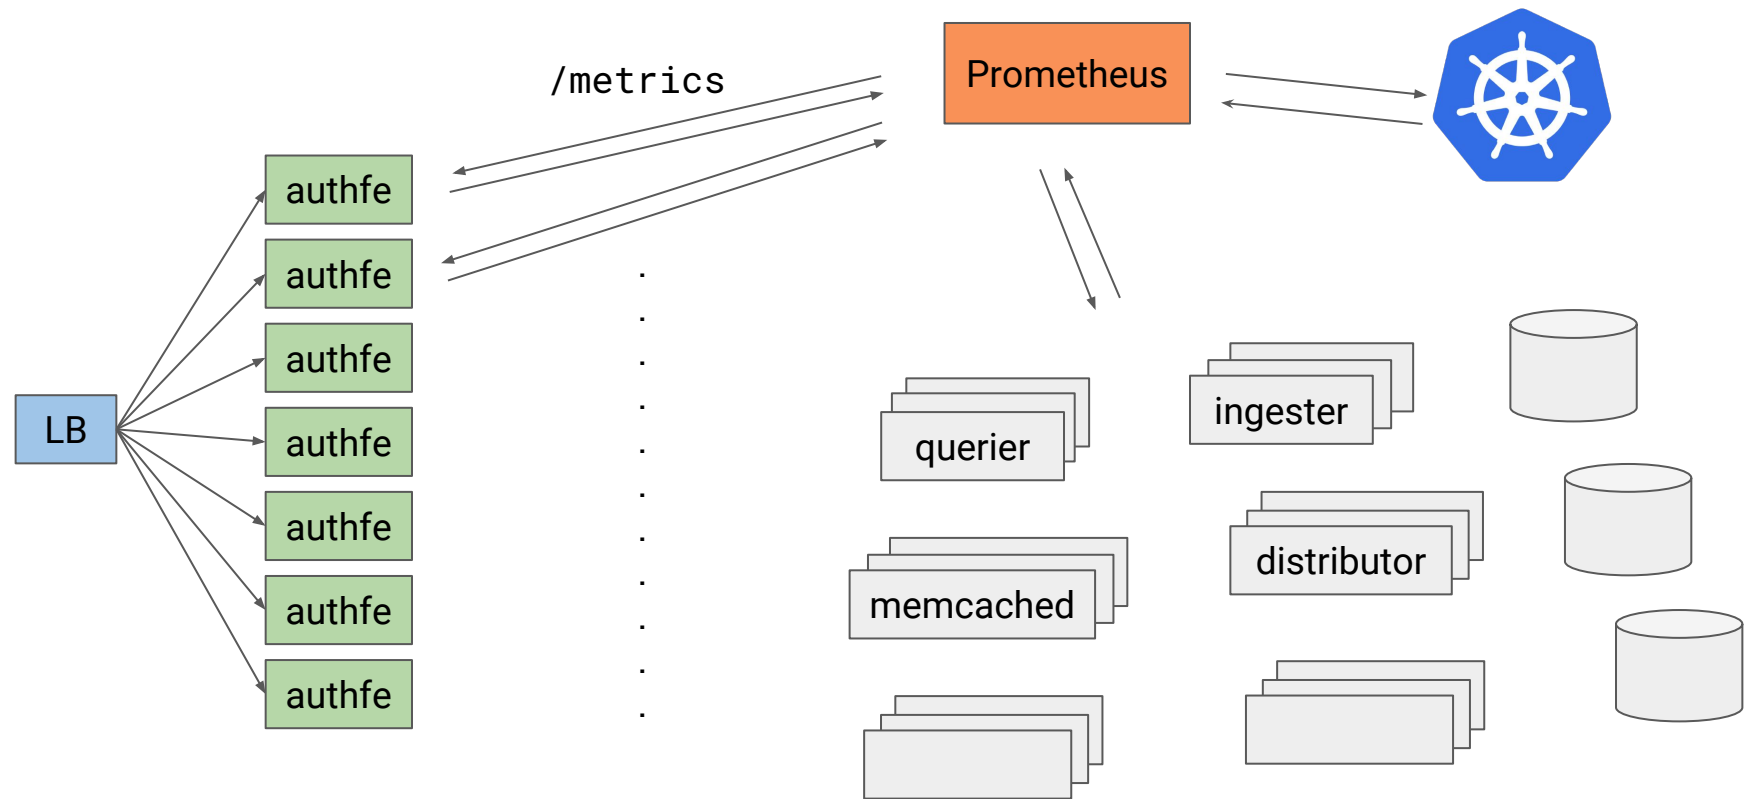 /metrics
Prometheus
authfe
authfe
authfe
authfe
authfe
authfe
authfe
LB
querier
ingester
memcached
distributor